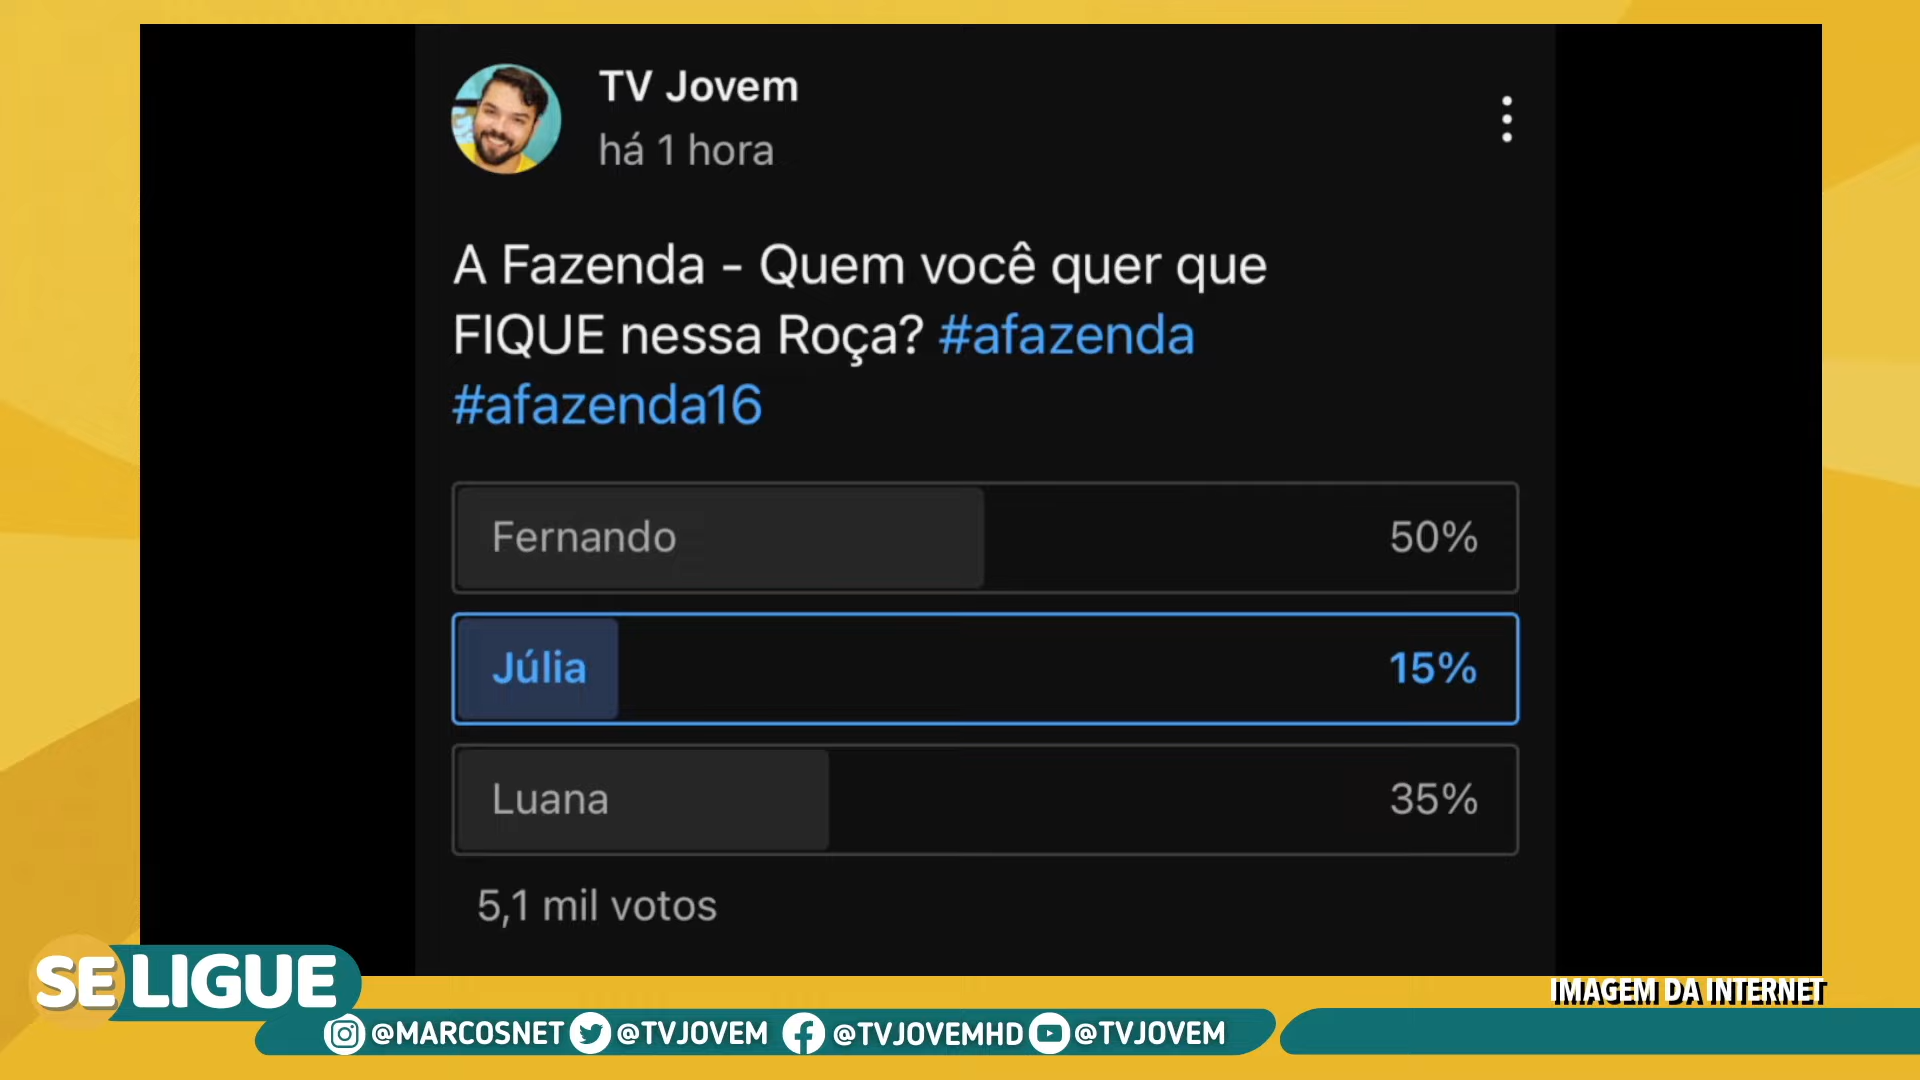 TV Jovem
há 1 hora
A Fazenda - Quem você quer que
FIQUE nessa Roça? #afazenda
#afazenda16
Fernando 50%
Júlia 15%
Luana 35%
5,1 mil votos
SE LIGUE
IMAGEM DA INTERNET
@MARCOSNET @TVJOVEM @TVJOVEMHD @TVJOVEM